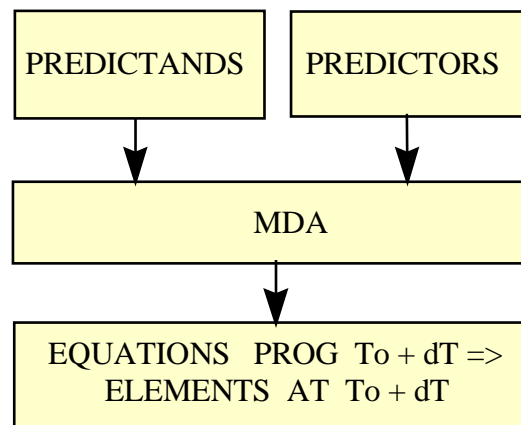 PREDICTANDS
PREDICTORS
MDA
EQUATIONS PROG To + dT =>
ELEMENTS AT To + dT